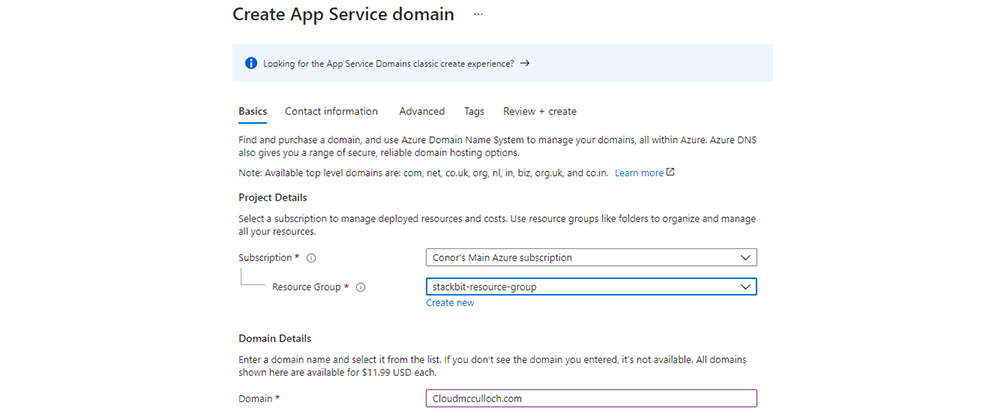 Create App Service domain ...
Looking for the App Service Domains classic create experience? →
Basics Contact information Advanced Tags Review + create
Find and purchase a domain, and use Azure Domain Name System to manage your domains, all within Azure. Azure DNS
also gives you a range of secure, reliable domain hosting options.
Note: Available top level domains are: com, net, co.uk, org, nl, in, biz, org.uk, and co.in. Learn more
Project Details
Select a subscription to manage deployed resources and costs. Use resource groups like folders to organize and manage
all your resources.
Subscription * Conor's Main Azure subscription
Resource Group * stackbit-resource-group
Create new
Domain Details
Enter a domain name and select it from the list. If you don't see the domain you entered, it's not available. All domains
shown here are available for $11.99 USD each.
Domain * Cloudmcculloch.com